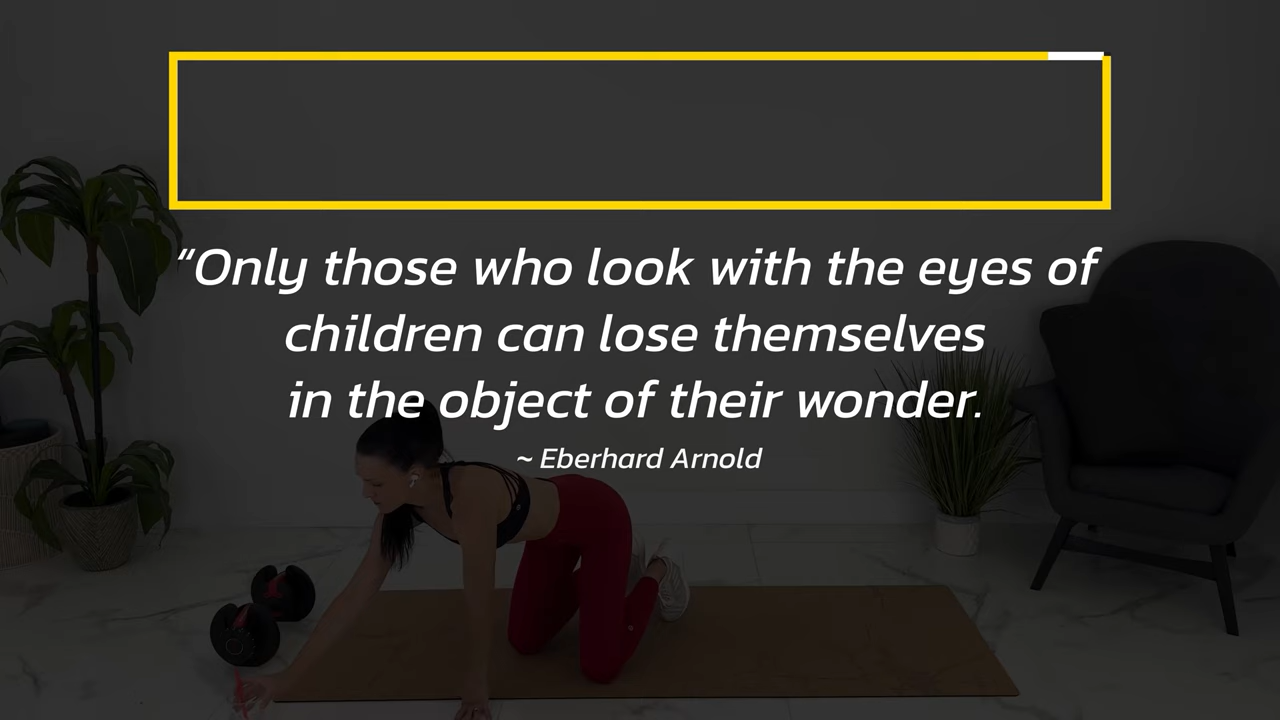 “Only those who look with the eyes of
children can lose themselves
in the object of their wonder.
~ Eberhard Arnold